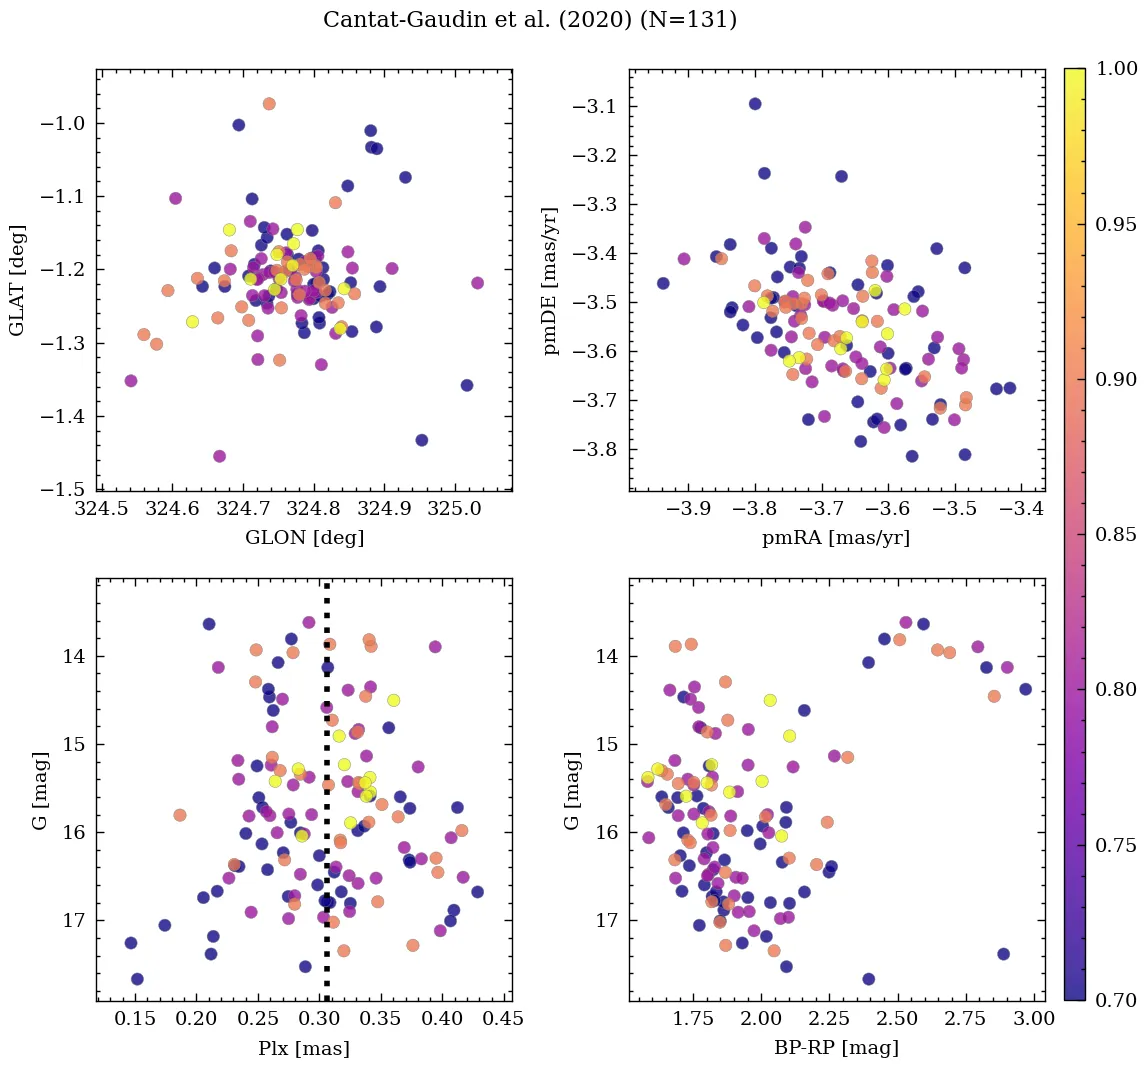 Cantat-Gaudin et al. (2020) (N=131)
GLAT [deg]
−1.0
−1.1
−1.2
−1.3
−1.4
−1.5
324.5 324.6 324.7 324.8 324.9 325.0
GLON [deg]
pmDE [mas/yr]
−3.1
−3.2
−3.3
−3.4
−3.5
−3.6
−3.7
−3.8
−3.9 −3.8 −3.7 −3.6 −3.5 −3.4
pmRA [mas/yr]
1.00
0.95
0.90
0.85
0.80
0.75
0.70
G [mag]
14
15
16
17
0.15 0.20 0.25 0.30 0.35 0.40 0.45
Plx [mas]
G [mag]
14
15
16
17
1.75 2.00 2.25 2.50 2.75 3.00
BP-RP [mag]